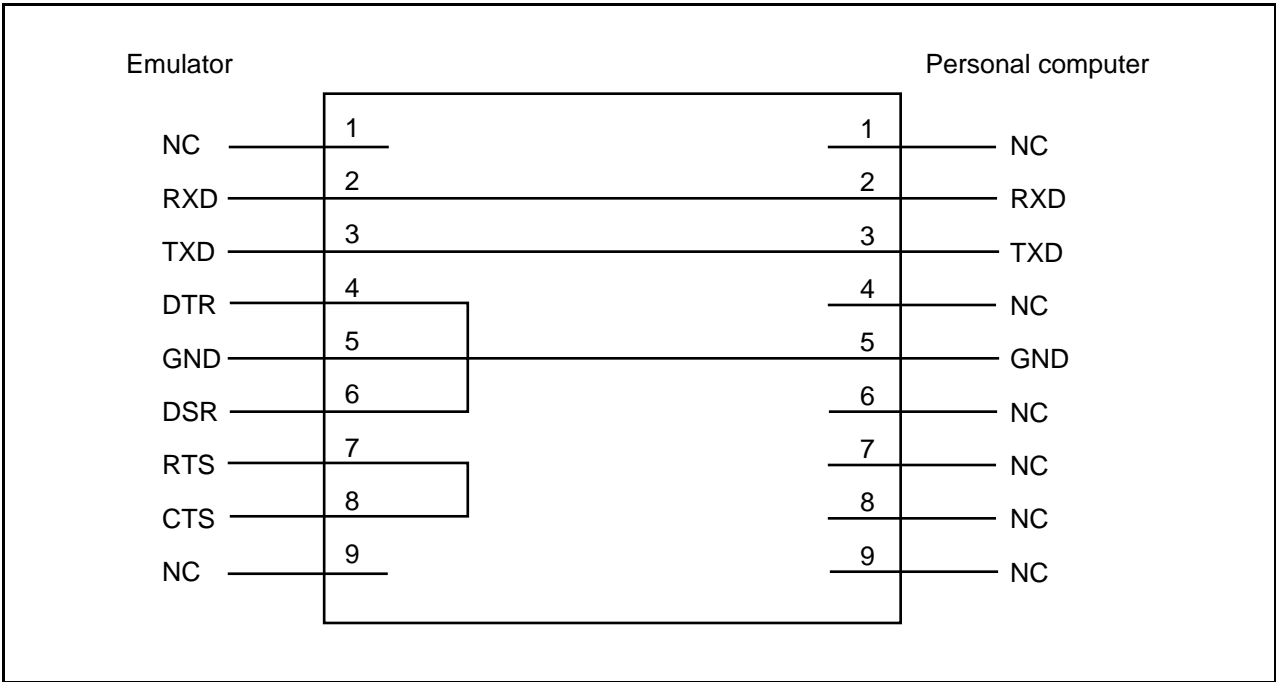 Emulator Personal computer
NC 1 1 NC
RXD 2 2 RXD
TXD 3 3 TXD
DTR 4 4 NC
GND 5 5 GND
DSR 6 6 NC
RTS 7 7 NC
CTS 8 8 NC
NC 9 9 NC